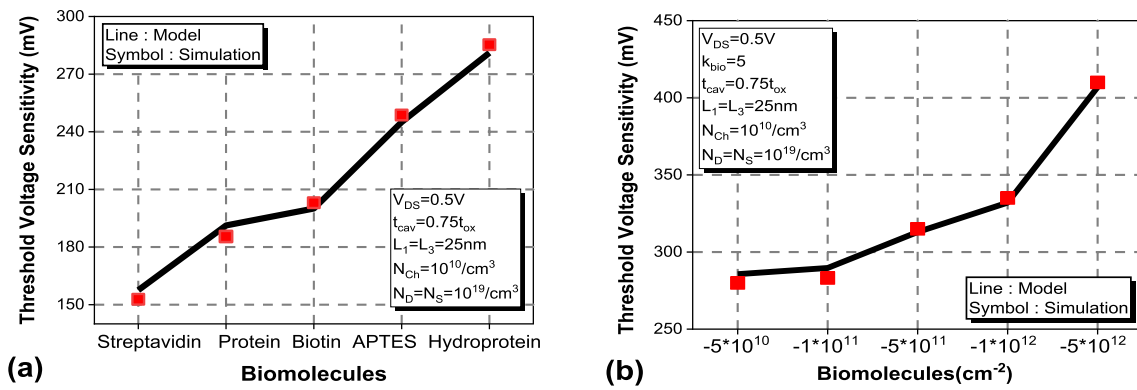 300
270
240
210
180
150
Threshold Voltage Sensitivity (mV)
Line : Model
Symbol : Simulation
V_DS=0.5V
t_cav=0.75t_ox
L_1=L_3=25nm
N_Ch=10^10/cm^3
N_D=N_S=10^19/cm^3
Streptavidin Protein Biotin APTES Hydroprotein
Biomolecules
(a)
450
400
350
300
250
Threshold Voltage Sensitivity (mV)
V_DS=0.5V
k_bio=5
t_cav=0.75t_ox
L_1=L_3=25nm
N_Ch=10^10/cm^3
N_D=N_S=10^19/cm^3
Line : Model
Symbol : Simulation
-5*10^10 -1*10^11 -5*10^11 -1*10^12 -5*10^12
Biomolecules(cm^-2)
(b)